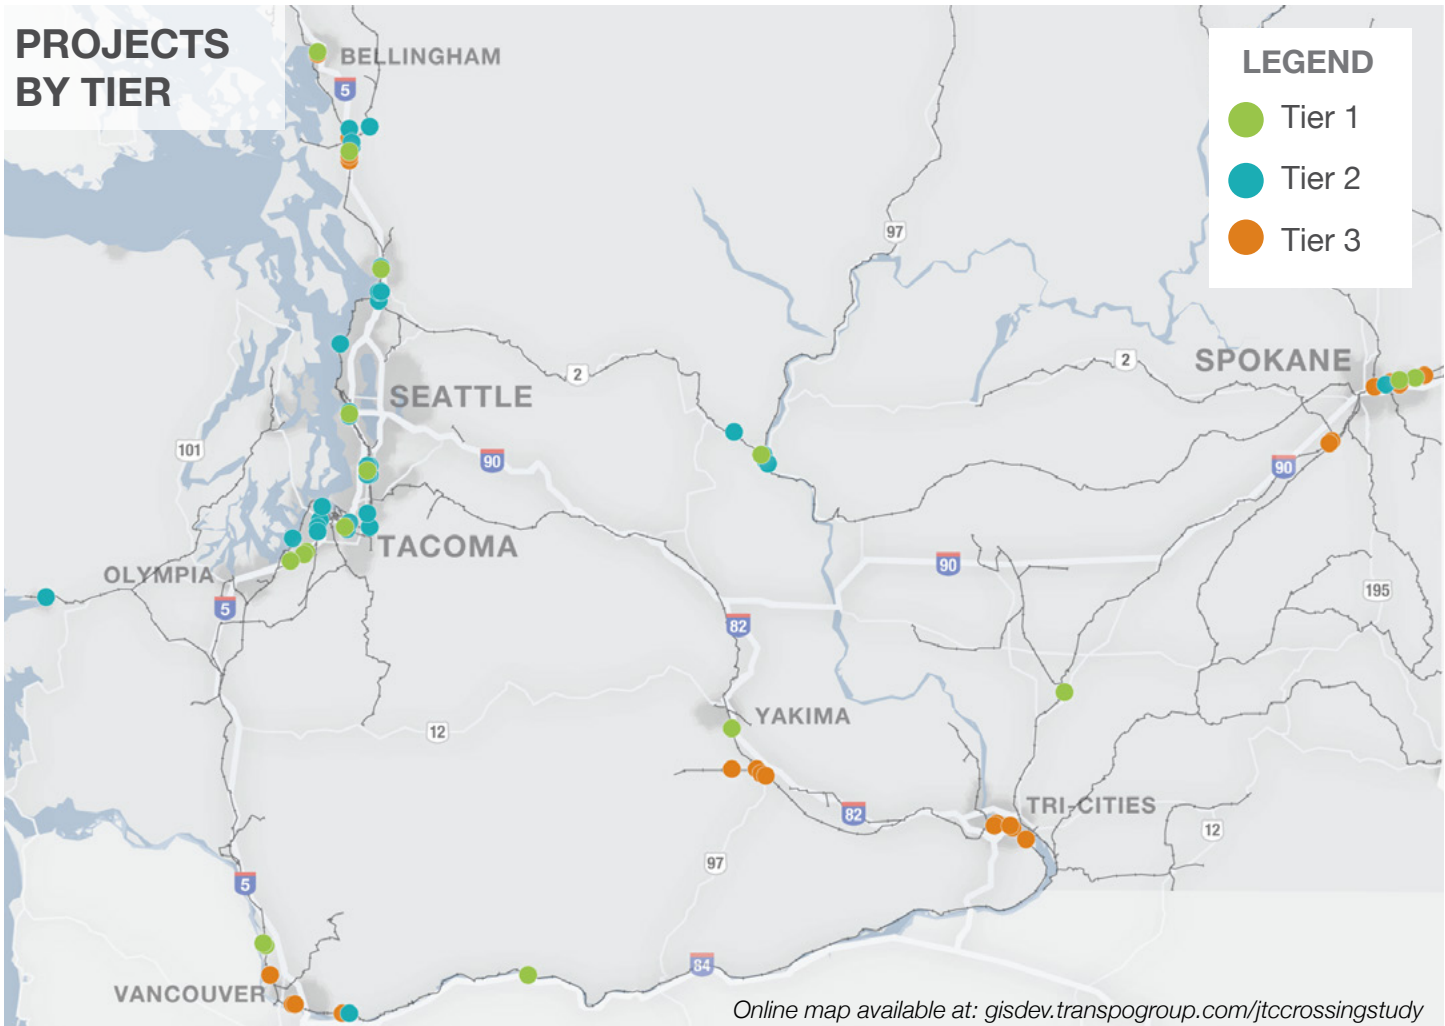 PROJECTS
BY TIER
LEGEND
Tier 1
Tier 2
Tier 3
BELLINGHAM
5
97
2
2
SPOKANE
SEATTLE
101
90
90
TACOMA
90
OLYMPIA
5
195
82
YAKIMA
12
TRI-CITIES
82
12
97
5
84
VANCOUVER
Online map available at: gisdev.transpogroup.com/jtccrossingstudy